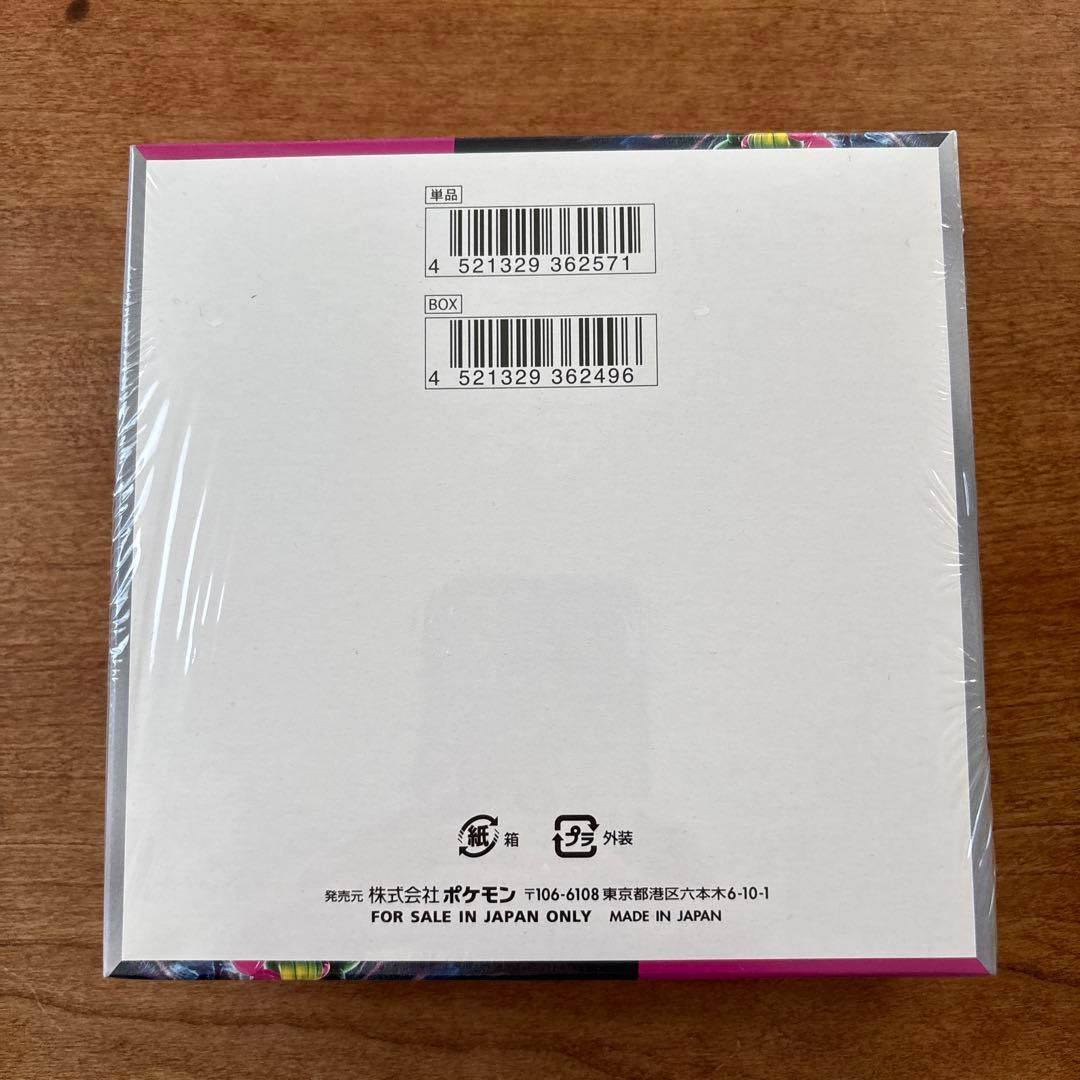 単品
4 521329 362571
BOX
4 521329 362496
紙 箱 プラ 外装
発売元 株式会社 ポケモン 〒106-6108 東京都港区六本木6-10-1
FOR SALE IN JAPAN ONLY MADE IN JAPAN